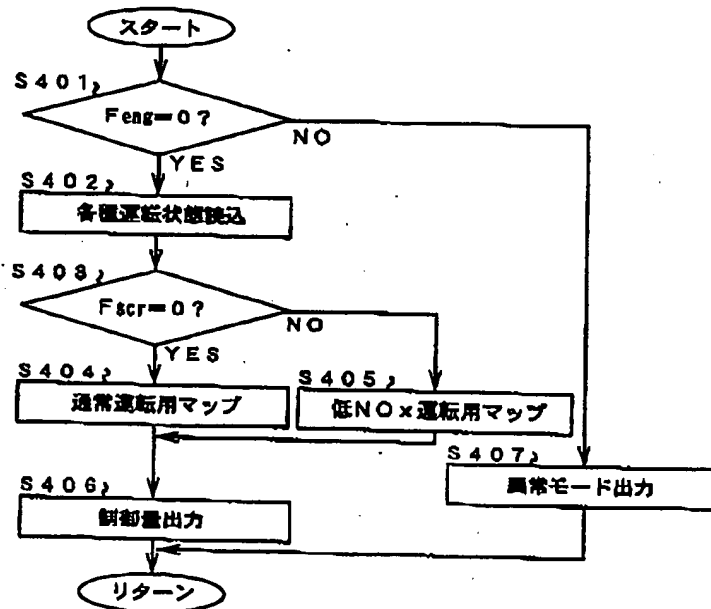 スタート
S401
Feng=0?
NO
YES
S402
各種運転状態読込
S403
Fscr=0?
NO
YES
S404
通常運転用マップ
S405
低NOx運転用マップ
S407
異常モード出力
S406
制御量出力
リターン